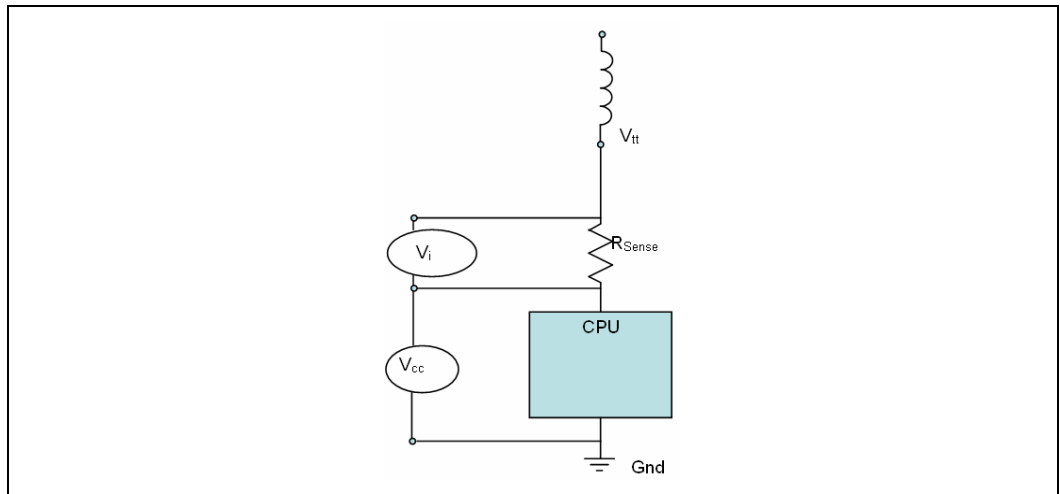 Vtt
Vi
RSense
CPU
Vcc
Gnd